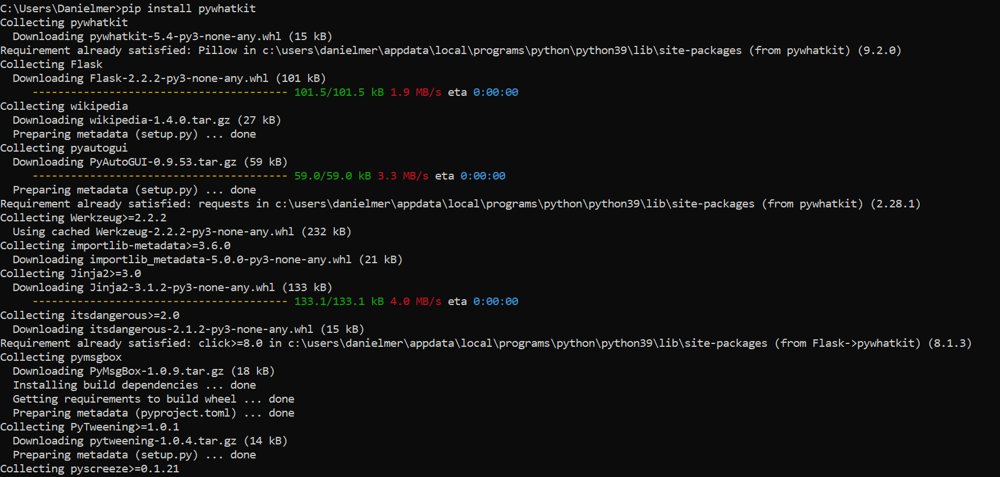 C:\Users\Danielmer>pip install pywhatkit
Collecting pywhatkit
  Downloading pywhatkit-5.4-py3-none-any.whl (15 kB)
Requirement already satisfied: Pillow in c:\users\danielmer\appdata\local\programs\python\python39\lib\site-packages (from pywhatkit) (9.2.0)
Collecting Flask
  Downloading Flask-2.2.2-py3-none-any.whl (101 kB)
     ---------------------------------------- 101.5/101.5 kB 1.9 MB/s eta 0:00:00
Collecting wikipedia
  Downloading wikipedia-1.4.0.tar.gz (27 kB)
  Preparing metadata (setup.py) ... done
Collecting pyautogui
  Downloading PyAutoGUI-0.9.53.tar.gz (59 kB)
     ---------------------------------------- 59.0/59.0 kB 3.3 MB/s eta 0:00:00
  Preparing metadata (setup.py) ... done
Requirement already satisfied: requests in c:\users\danielmer\appdata\local\programs\python\python39\lib\site-packages (from pywhatkit) (2.28.1)
Collecting Werkzeug>=2.2.2
  Using cached Werkzeug-2.2.2-py3-none-any.whl (232 kB)
Collecting importlib-metadata>=3.6.0
  Downloading importlib_metadata-5.0.0-py3-none-any.whl (21 kB)
Collecting Jinja2>=3.0
  Downloading Jinja2-3.1.2-py3-none-any.whl (133 kB)
     ---------------------------------------- 133.1/133.1 kB 4.0 MB/s eta 0:00:00
Collecting itsdangerous>=2.0
  Downloading itsdangerous-2.1.2-py3-none-any.whl (15 kB)
Requirement already satisfied: click>=8.0 in c:\users\danielmer\appdata\local\programs\python\python39\lib\site-packages (from Flask->pywhatkit) (8.1.3)
Collecting pymsgbox
  Downloading PyMsgBox-1.0.9.tar.gz (18 kB)
  Installing build dependencies ... done
  Getting requirements to build wheel ... done
  Preparing metadata (pyproject.toml) ... done
Collecting PyTweening>=1.0.1
  Downloading pytweening-1.0.4.tar.gz (14 kB)
  Preparing metadata (setup.py) ... done
Collecting pyscreeze>=0.1.21